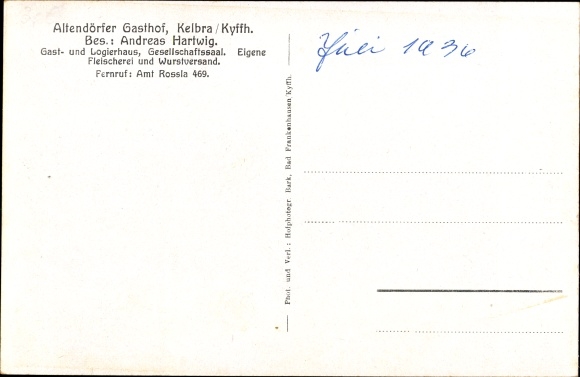 Altendörfer Gasthof, Kelbra/Kyffh.
Bes.: Andreas Hartwig.
Gast- und Logierhaus, Gesellschaftssaal. Eigene
Fleischerei und Wurstversand.
Fernruf: Amt Rossla 469.
Phot. und Verl.: Hofphotogr Bark, Bad Frankenhausen Kyffh.
Juli 1936